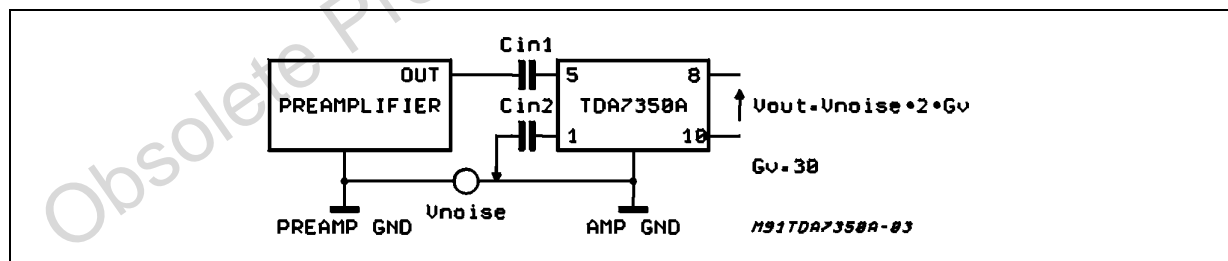 Obsolete Pr
Cin1
OUT
5
8
PREAMPLIFIER
Cin2
TDA7350A
Vout=Vnoise•2•Gv
1
10
Gv=30
Vnoise
PREAMP GND
AMP GND
M91TDA7350A-03